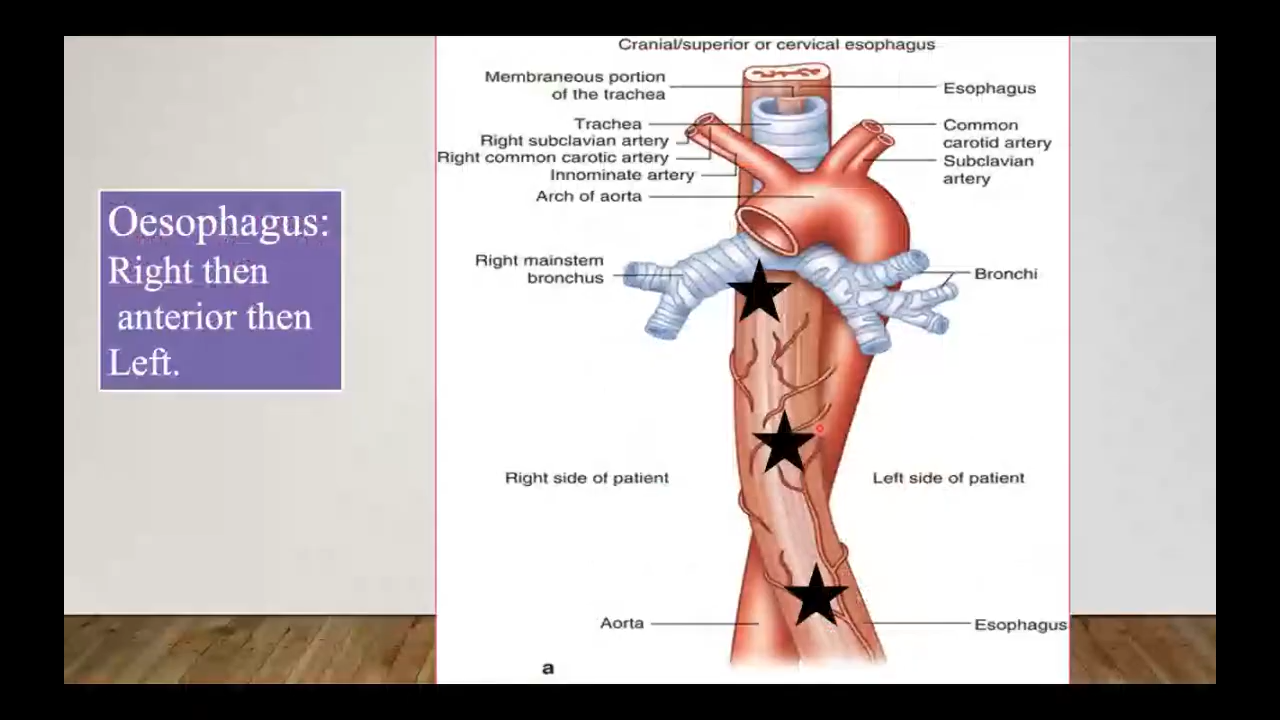 Oesophagus:
Right then
anterior then
Left.
Cranial/superior or cervical esophagus
Membraneous portion
of the trachea
Trachea
Right subclavian artery
Right common carotic artery
Innominate artery
Arch of aorta
Right mainstem
bronchus
Right side of patient
Aorta
a
Esophagus
Common
carotid artery
Subclavian
artery
Bronchi
Left side of patient
Esophagus